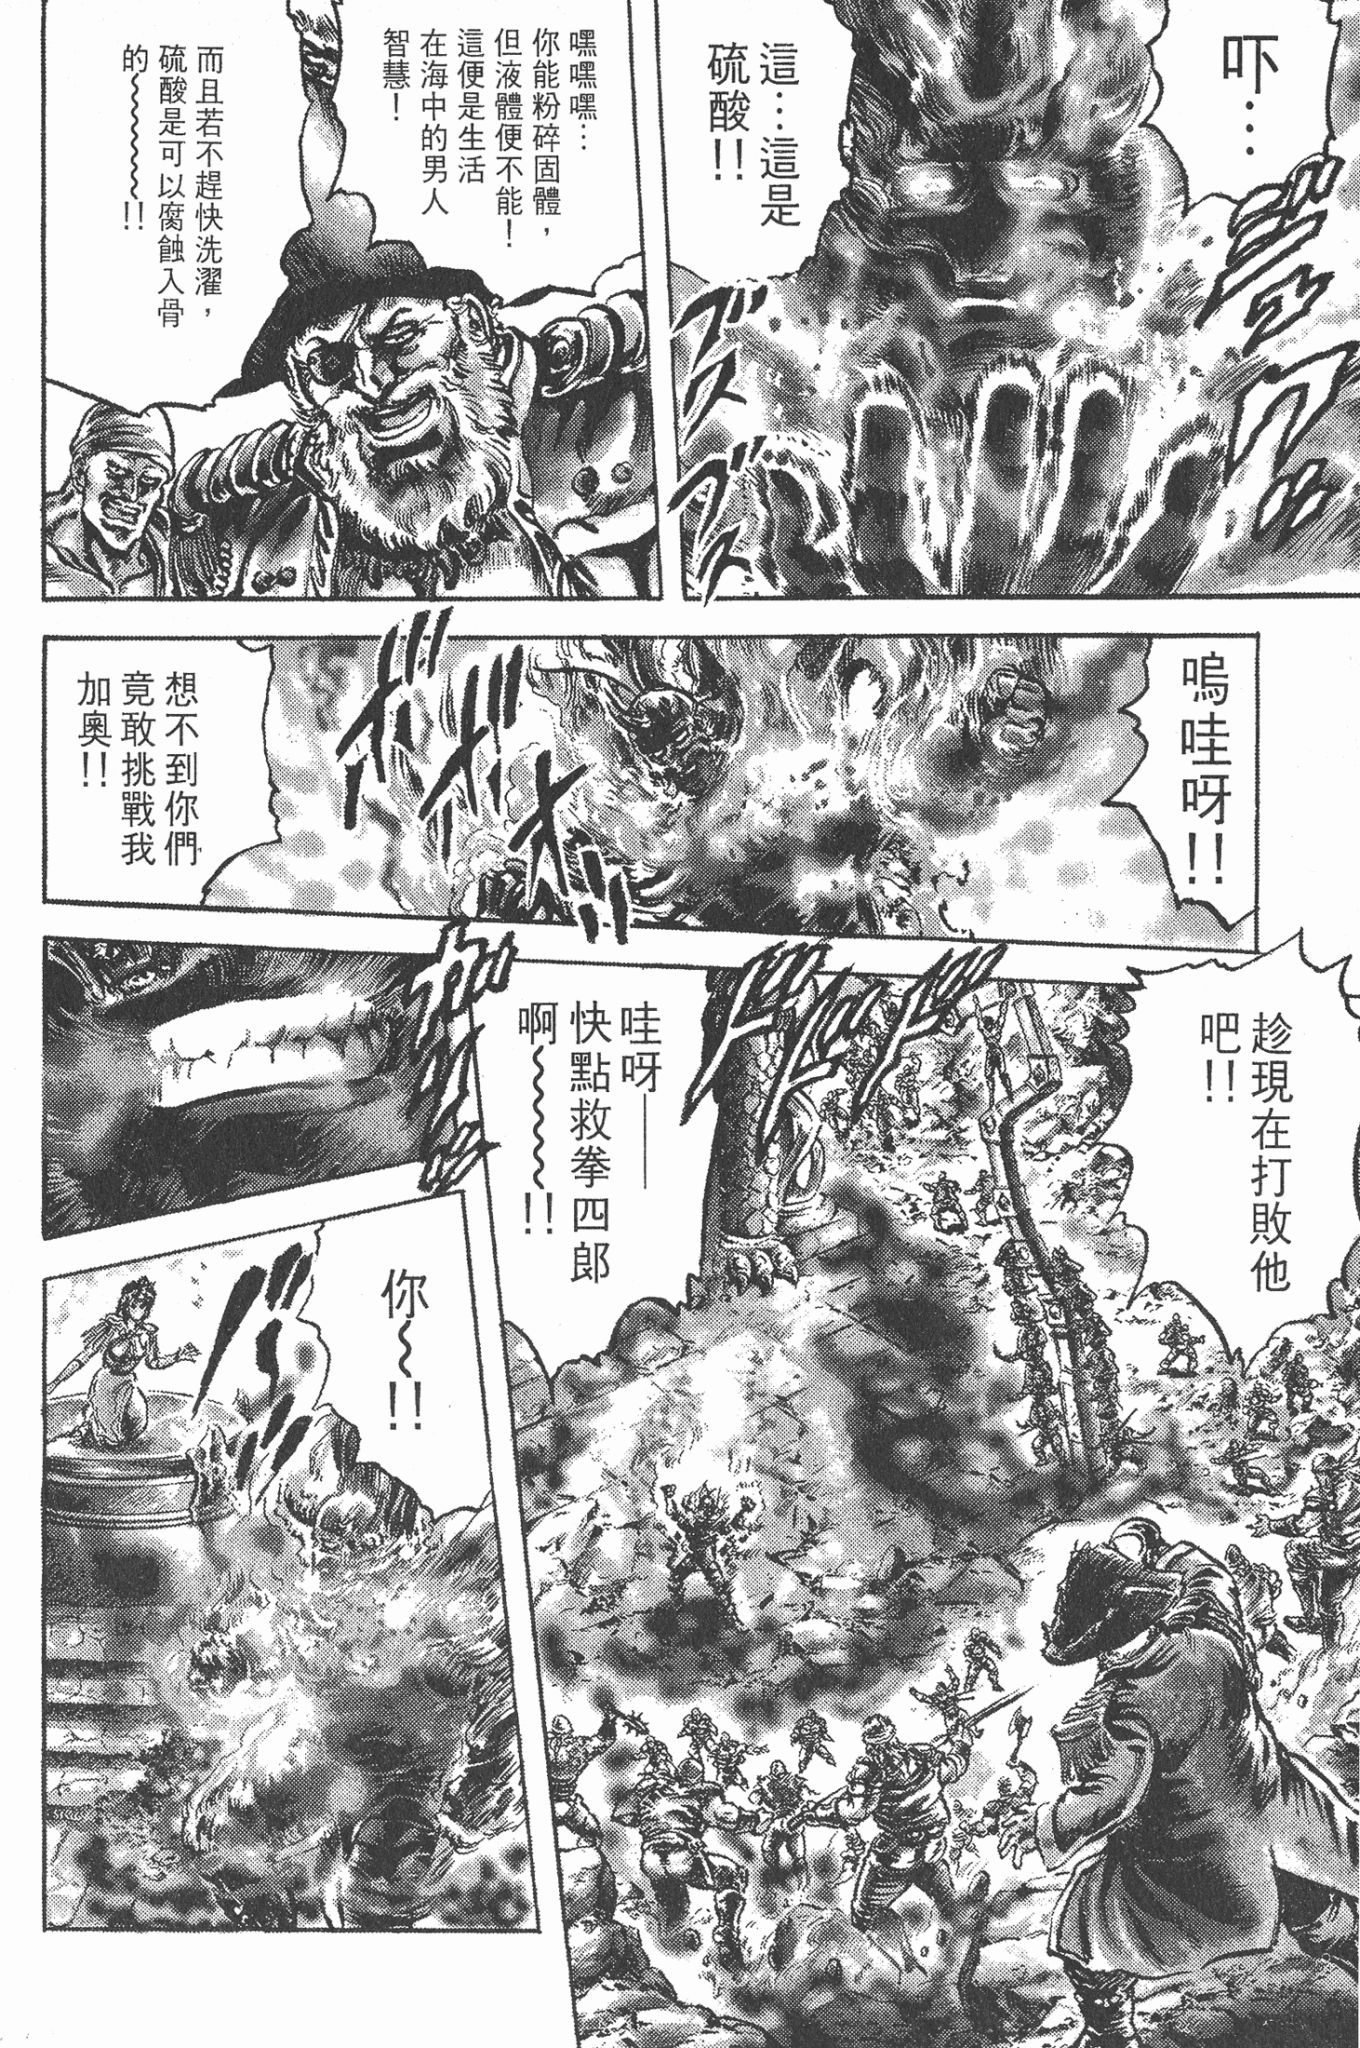 吓⋯
這⋯這是
硫酸!!
嘿嘿嘿⋯
你能粉碎固體，
但液體便不能！
這便是生活
在海中的男人
智慧！
而且若不趕快洗濯，
硫酸是可以腐蝕入骨
的～～～!!
嗚哇呀!!
想不到你們
竟敢挑戰我
加奧!!
趁現在打敗他
吧!!
哇呀——
快點救拳四郎
啊～～～!!
你～!!